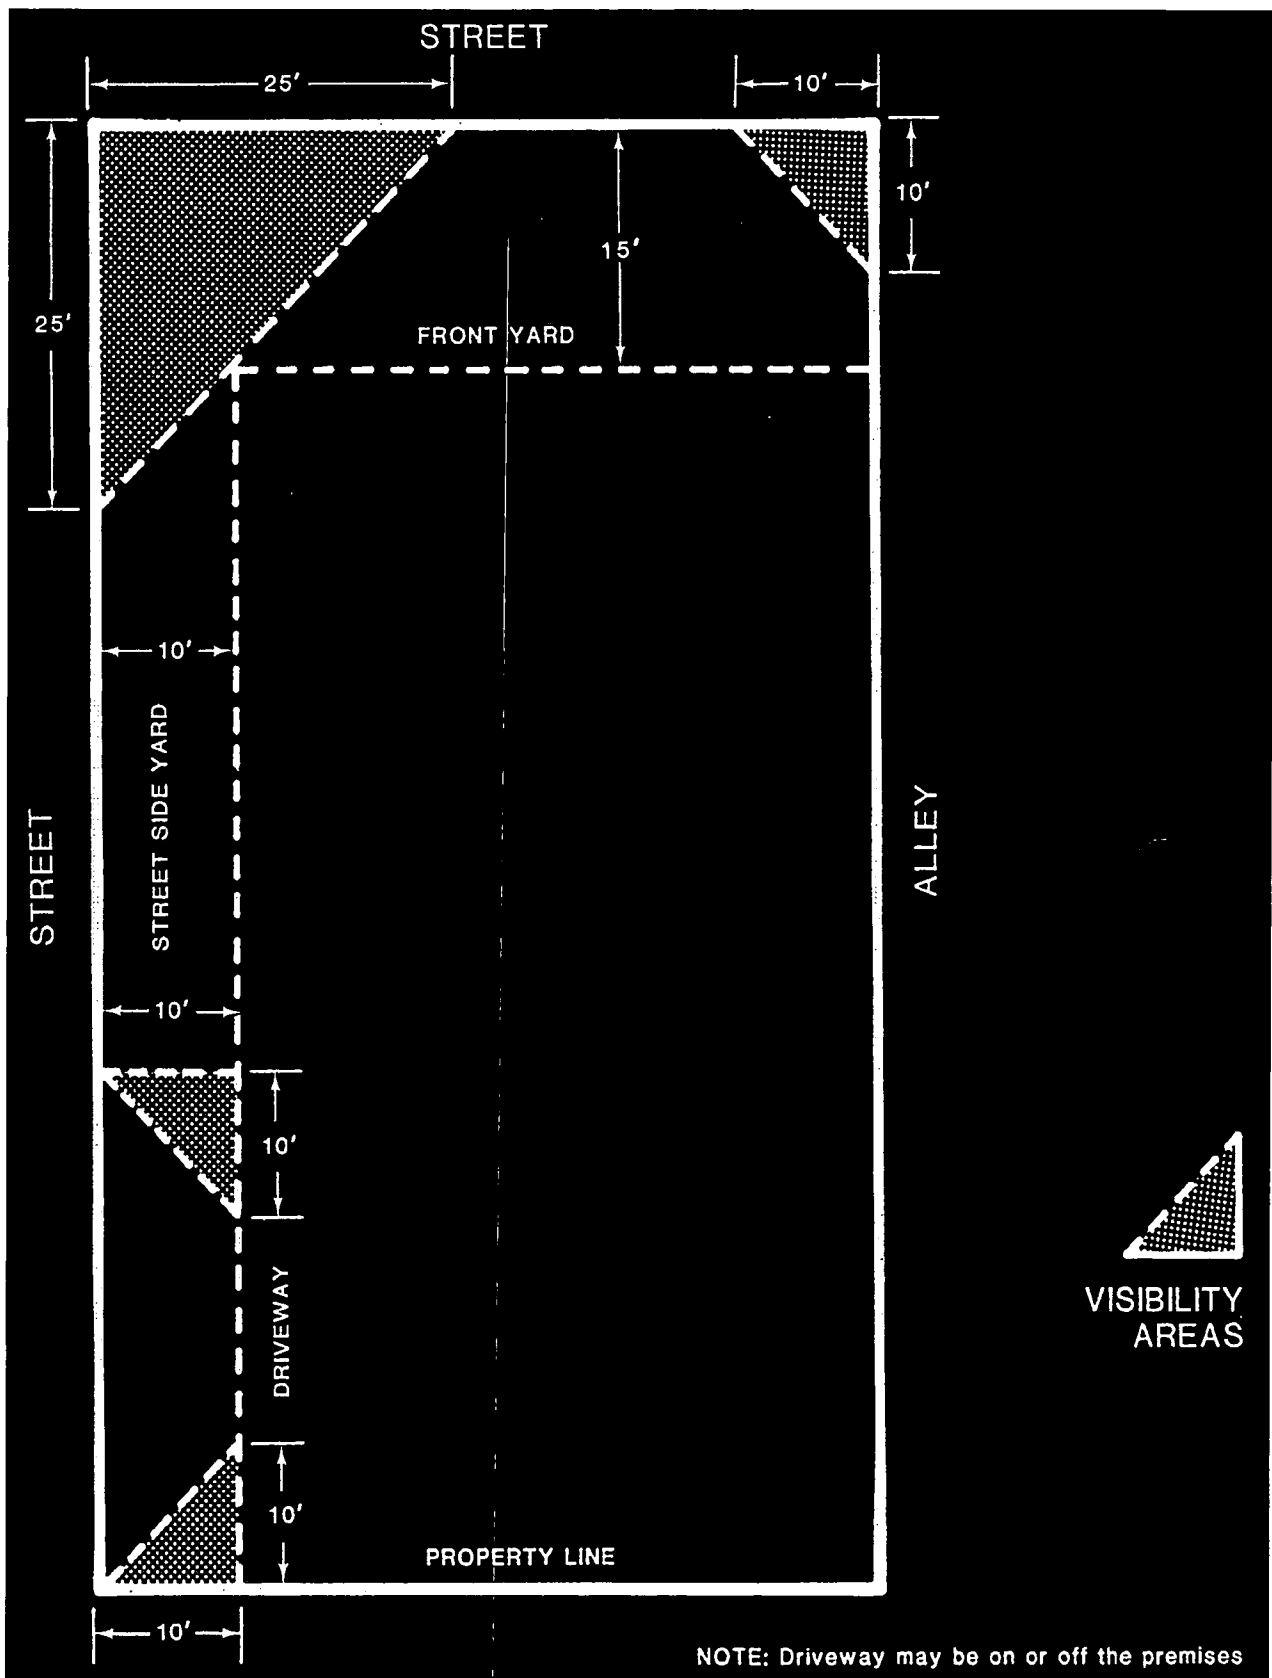 STREET
25'
10'
10'
15'
25'
FRONT YARD
10'
STREET SIDE YARD
STREET
ALLEY
10'
10'
DRIVEWAY
VISIBILITY
AREAS
10'
PROPERTY LINE
10'
NOTE: Driveway may be on or off the premises